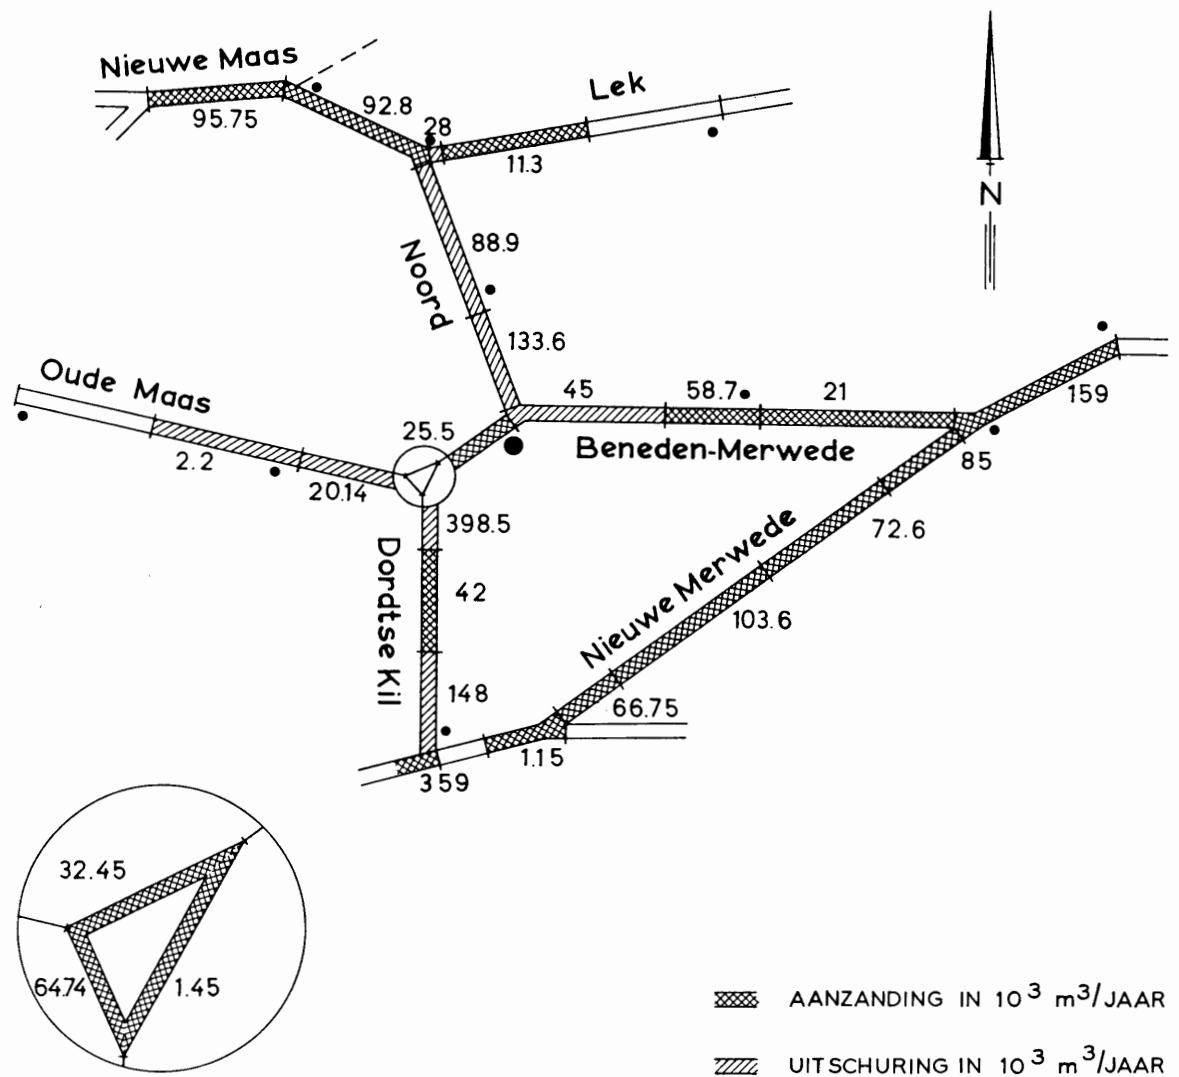 Nieuwe Maas
95.75
92.8
28
Lek
11.3
N
Noord
88.9
133.6
Oude Maas
2.2
20.14
25.5
45
58.7
21
159
Beneden-Merwede
85
398.5
Dordtse Kil
42
148
72.6
Nieuwe Merwede
103.6
66.75
1.15
359
32.45
64.74
1.45
AANZANDING IN 10³ m³/JAAR
UITSCHURING IN 10³ m³/JAAR